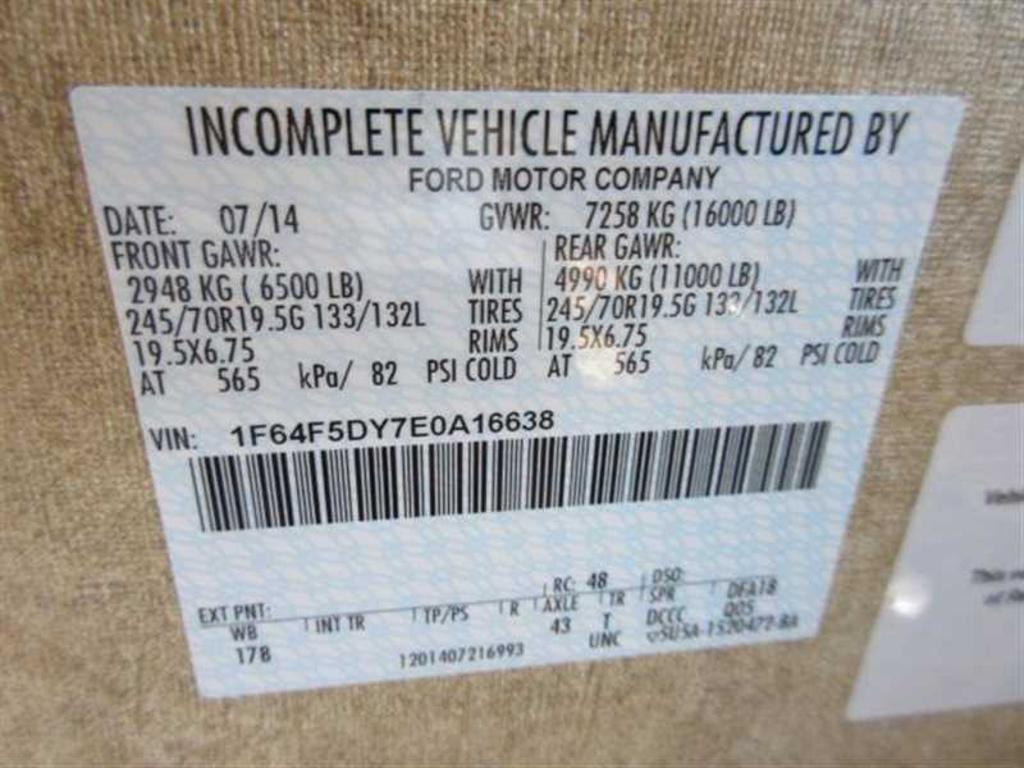 INCOMPLETE VEHICLE MANUFACTURED BY
FORD MOTOR COMPANY
DATE: 07/14 GVWR: 7258 KG (16000 LB)
FRONT GAWR: REAR GAWR:
2948 KG ( 6500 LB) WITH 4990 KG (11000 LB) WITH
245/70R19.5G 133/132L TIRES 245/70R19.5G 133/132L TIRES
19.5X6.75 RIMS 19.5X6.75 RIMS
AT 565 kPa/ 82 PSI COLD AT 565 kPa/ 82 PSI COLD
VIN: 1F64F5DY7E0A16638
RC: 48 DSO:
EXT PNT: INT TR TP/PS R AXLE TR SPR DFA18
WB 43 T DCCC Q05
178 1201407216993 UNC SUSA-1520472-BA
This